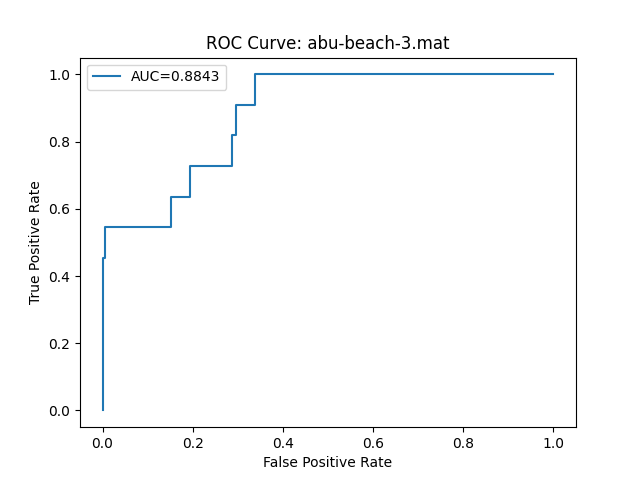 ROC Curve: abu-beach-3.mat
AUC=0.8843
True Positive Rate
1.0
0.8
0.6
0.4
0.2
0.0
0.0 0.2 0.4 0.6 0.8 1.0
False Positive Rate